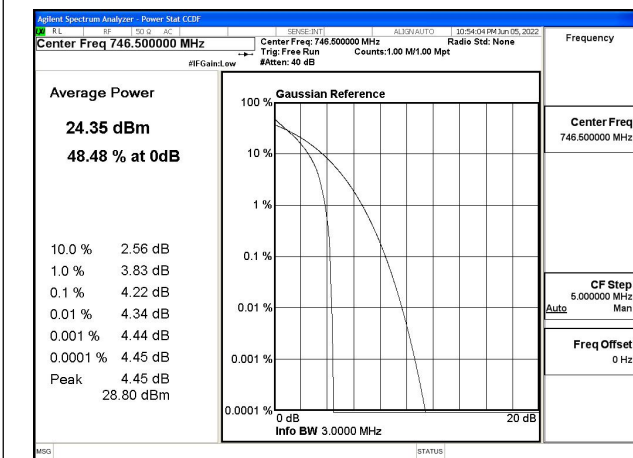 Agilent Spectrum Analyzer - Power Stat CCDF
RL RF 50 Ω AC SENSE:INT ALIGN AUTO 10:54:04 PM Jun 05, 2022
Center Freq 746.500000 MHz
Center Freq: 746.500000 MHz Radio Std: None
Trig: Free Run Counts:1.00 M/1.00 Mpt
#IFGain:Low #Atten: 40 dB
Frequency
Average Power
24.35 dBm
48.48 % at 0dB
10.0 % 2.56 dB
1.0 % 3.83 dB
0.1 % 4.22 dB
0.01 % 4.34 dB
0.001 % 4.44 dB
0.0001 % 4.45 dB
Peak 4.45 dB
28.80 dBm
Gaussian Reference
100 %
10 %
1 %
0.1 %
0.01 %
0.001 %
0.0001 %
0 dB 20 dB
Info BW 3.0000 MHz
Center Freq
746.500000 MHz
CF Step
5.000000 MHz
Auto Man
Freq Offset
0 Hz
MSG STATUS